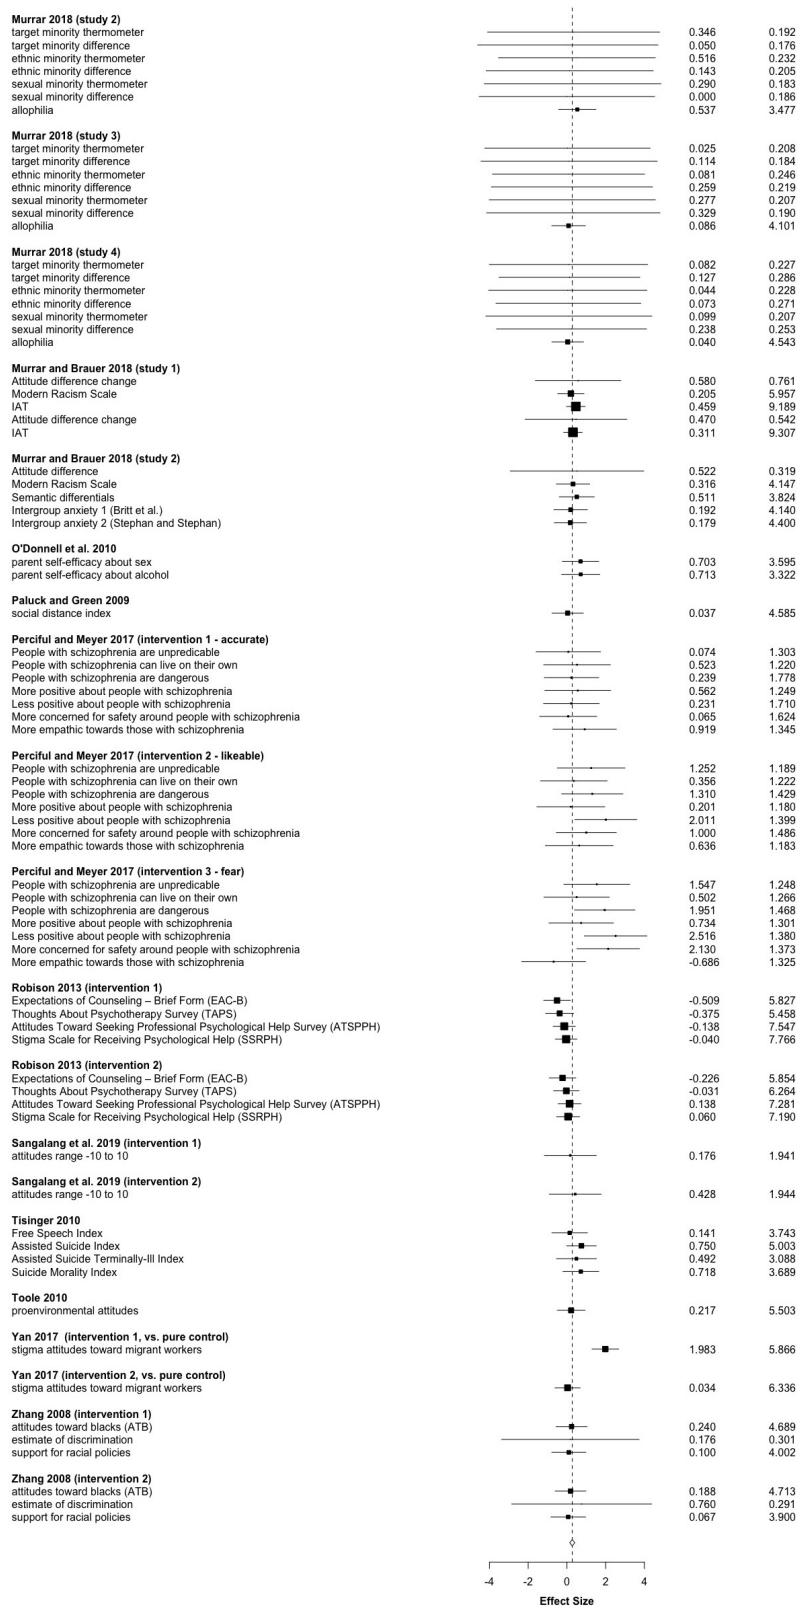 Murrar 2018 (study 2)
target minority thermometer 0.346 0.192
target minority difference 0.050 0.176
ethnic minority thermometer 0.516 0.232
ethnic minority difference 0.143 0.205
sexual minority thermometer 0.290 0.183
sexual minority difference 0.000 0.186
allophilia 0.537 3.477
Murrar 2018 (study 3)
target minority thermometer 0.025 0.208
target minority difference 0.114 0.184
ethnic minority thermometer 0.081 0.246
ethnic minority difference 0.259 0.219
sexual minority thermometer 0.277 0.207
sexual minority difference 0.329 0.190
allophilia 0.086 4.101
Murrar 2018 (study 4)
target minority thermometer 0.082 0.227
target minority difference 0.127 0.286
ethnic minority thermometer 0.044 0.228
ethnic minority difference 0.073 0.271
sexual minority thermometer 0.099 0.207
sexual minority difference 0.238 0.253
allophilia 0.040 4.543
Murrar and Brauer 2018 (study 1)
Attitude difference change 0.580 0.761
Modern Racism Scale 0.205 5.957
IAT 0.459 9.189
Attitude difference change 0.470 0.542
IAT 0.311 9.307
Murrar and Brauer 2018 (study 2)
Attitude difference 0.522 0.319
Modern Racism Scale 0.316 4.147
Semantic differentials 0.511 3.824
Intergroup anxiety 1 (Britt et al.) 0.192 4.140
Intergroup anxiety 2 (Stephan and Stephan) 0.179 4.400
O'Donnell et al. 2010
parent self-efficacy about sex 0.703 3.595
parent self-efficacy about alcohol 0.713 3.322
Paluck and Green 2009
social distance index 0.037 4.585
Perciful and Meyer 2017 (intervention 1 - accurate)
People with schizophrenia are unpredicable 0.074 1.303
People with schizophrenia can live on their own 0.523 1.220
People with schizophrenia are dangerous 0.239 1.778
More positive about people with schizophrenia 0.562 1.249
Less positive about people with schizophrenia 0.231 1.710
More concerned for safety around people with schizophrenia 0.065 1.624
More empathic towards those with schizophrenia 0.919 1.345
Perciful and Meyer 2017 (intervention 2 - likeable)
People with schizophrenia are unpredicable 1.252 1.189
People with schizophrenia can live on their own 0.356 1.222
People with schizophrenia are dangerous 1.310 1.429
More positive about people with schizophrenia 0.201 1.180
Less positive about people with schizophrenia 2.011 1.399
More concerned for safety around people with schizophrenia 1.000 1.486
More empathic towards those with schizophrenia 0.636 1.183
Perciful and Meyer 2017 (intervention 3 - fear)
People with schizophrenia are unpredicable 1.547 1.248
People with schizophrenia can live on their own 0.502 1.266
People with schizophrenia are dangerous 1.951 1.468
More positive about people with schizophrenia 0.734 1.301
Less positive about people with schizophrenia 2.516 1.380
More concerned for safety around people with schizophrenia 2.130 1.373
More empathic towards those with schizophrenia -0.686 1.325
Robison 2013 (intervention 1)
Expectations of Counseling – Brief Form (EAC-B) -0.509 5.827
Thoughts About Psychotherapy Survey (TAPS) -0.375 5.458
Attitudes Toward Seeking Professional Psychological Help Survey (ATSPPH) -0.138 7.547
Stigma Scale for Receiving Psychological Help (SSRPH) -0.040 7.766
Robison 2013 (intervention 2)
Expectations of Counseling – Brief Form (EAC-B) -0.226 5.854
Thoughts About Psychotherapy Survey (TAPS) -0.031 6.264
Attitudes Toward Seeking Professional Psychological Help Survey (ATSPPH) 0.138 7.281
Stigma Scale for Receiving Psychological Help (SSRPH) 0.060 7.190
Sangalang et al. 2019 (intervention 1)
attitudes range -10 to 10 0.176 1.941
Sangalang et al. 2019 (intervention 2)
attitudes range -10 to 10 0.428 1.944
Tisinger 2010
Free Speech Index 0.141 3.743
Assisted Suicide Index 0.750 5.003
Assisted Suicide Terminally-Ill Index 0.492 3.088
Suicide Morality Index 0.718 3.689
Toole 2010
proenvironmental attitudes 0.217 5.503
Yan 2017 (intervention 1, vs. pure control)
stigma attitudes toward migrant workers 1.983 5.866
Yan 2017 (intervention 2, vs. pure control)
stigma attitudes toward migrant workers 0.034 6.336
Zhang 2008 (intervention 1)
attitudes toward blacks (ATB) 0.240 4.689
estimate of discrimination 0.176 0.301
support for racial policies 0.100 4.002
Zhang 2008 (intervention 2)
attitudes toward blacks (ATB) 0.188 4.713
estimate of discrimination 0.760 0.291
support for racial policies 0.067 3.900
-4 -2 0 2 4
Effect Size